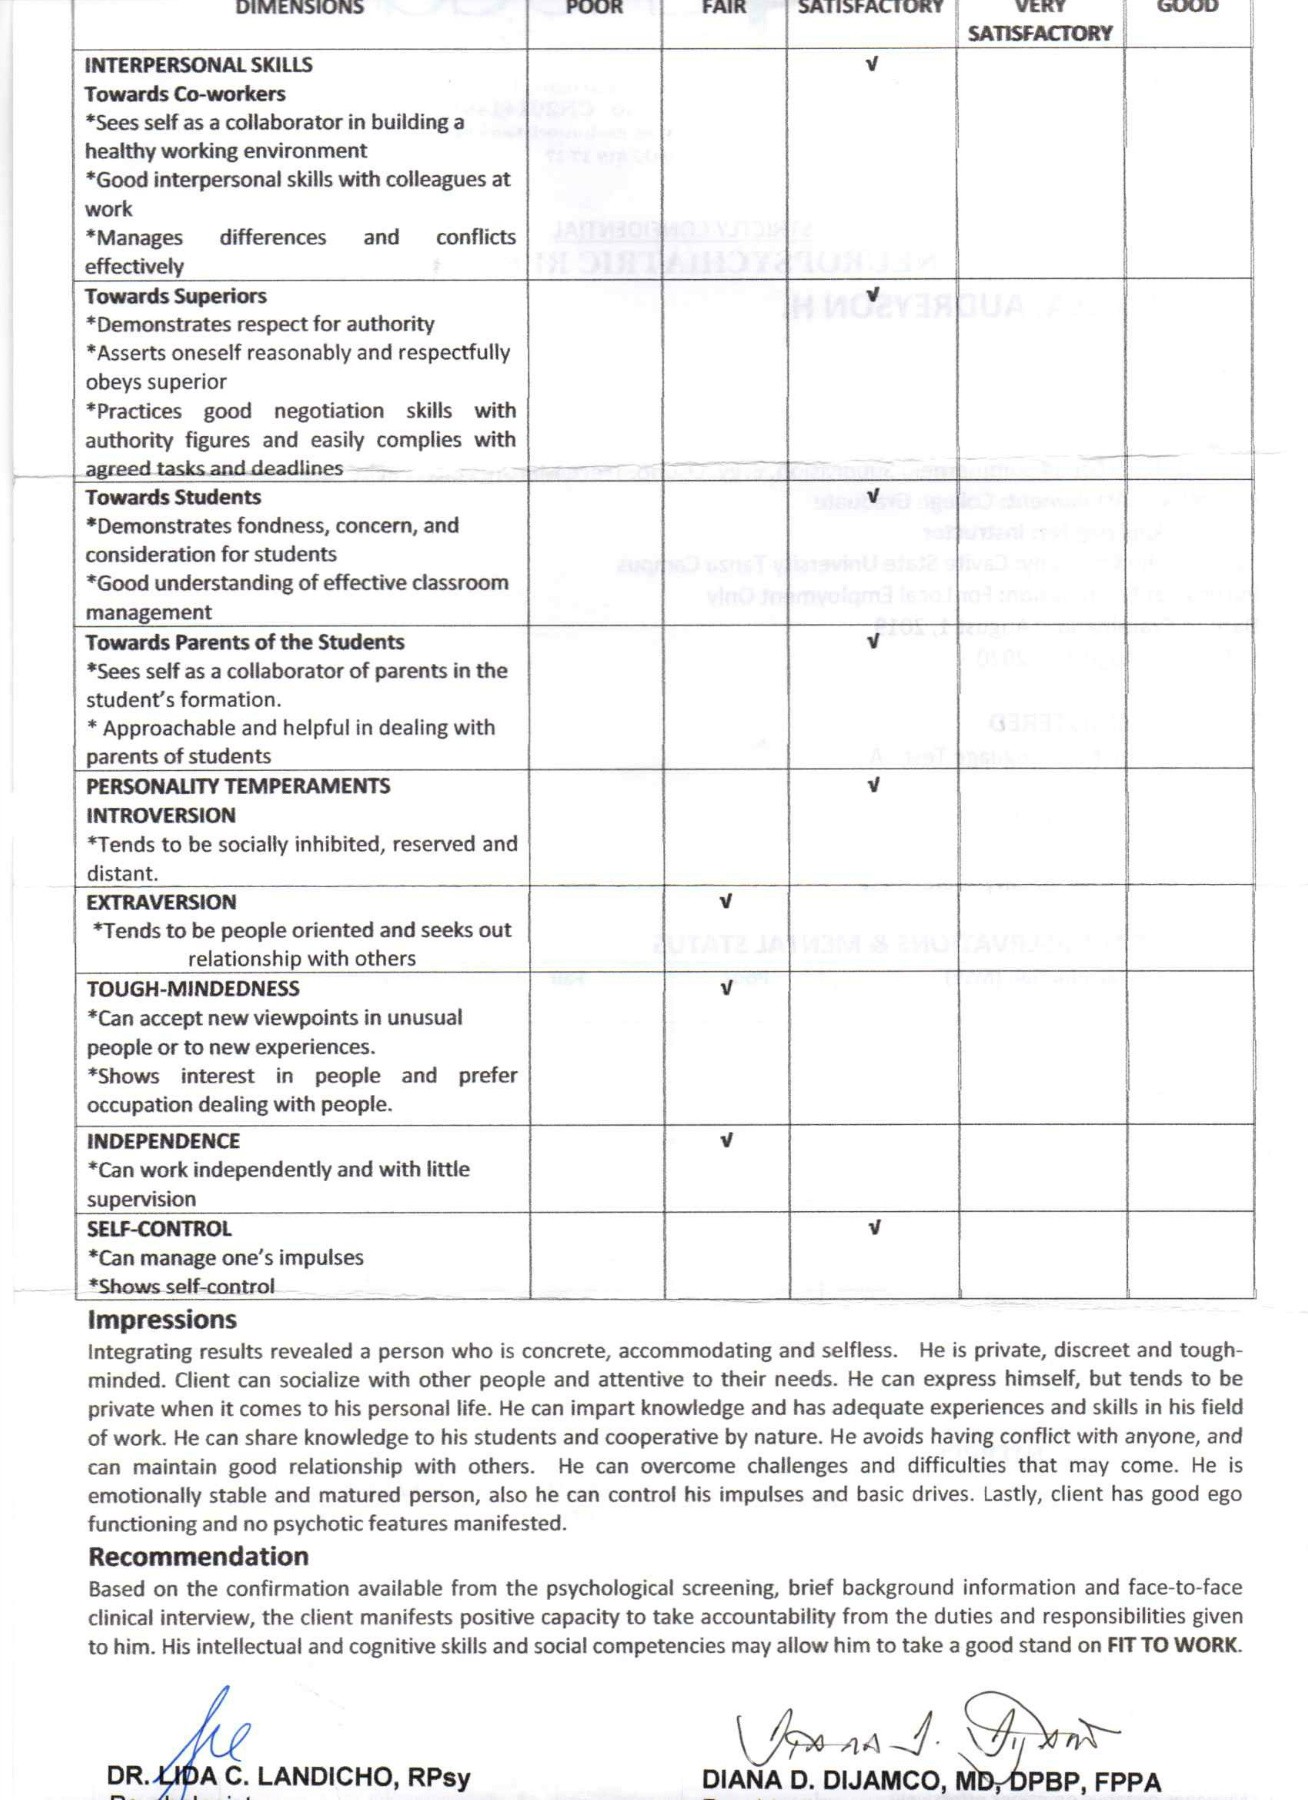 DIMENSIONS POOR FAIR SATISFACTORY VERY SATISFACTORY GOOD
INTERPERSONAL SKILLS √
Towards Co-workers
*Sees self as a collaborator in building a
healthy working environment
*Good interpersonal skills with colleagues at
work
*Manages differences and conflicts
effectively
Towards Superiors √
*Demonstrates respect for authority
*Asserts oneself reasonably and respectfully
obeys superior
*Practices good negotiation skills with
authority figures and easily complies with
agreed tasks and deadlines
Towards Students √
*Demonstrates fondness, concern, and
consideration for students
*Good understanding of effective classroom
management
Towards Parents of the Students √
*Sees self as a collaborator of parents in the
student's formation.
* Approachable and helpful in dealing with
parents of students
PERSONALITY TEMPERAMENTS √
INTROVERSION
*Tends to be socially inhibited, reserved and
distant.
EXTRAVERSION √
*Tends to be people oriented and seeks out
relationship with others
TOUGH-MINDEDNESS √
*Can accept new viewpoints in unusual
people or to new experiences.
*Shows interest in people and prefer
occupation dealing with people.
INDEPENDENCE √
*Can work independently and with little
supervision
SELF-CONTROL √
*Can manage one's impulses
*Shows self-control
Impressions
Integrating results revealed a person who is concrete, accommodating and selfless. He is private, discreet and tough-
minded. Client can socialize with other people and attentive to their needs. He can express himself, but tends to be
private when it comes to his personal life. He can impart knowledge and has adequate experiences and skills in his field
of work. He can share knowledge to his students and cooperative by nature. He avoids having conflict with anyone, and
can maintain good relationship with others. He can overcome challenges and difficulties that may come. He is
emotionally stable and matured person, also he can control his impulses and basic drives. Lastly, client has good ego
functioning and no psychotic features manifested.
Recommendation
Based on the confirmation available from the psychological screening, brief background information and face-to-face
clinical interview, the client manifests positive capacity to take accountability from the duties and responsibilities given
to him. His intellectual and cognitive skills and social competencies may allow him to take a good stand on FIT TO WORK.
DR. LIDA C. LANDICHO, RPsy DIANA D. DIJAMCO, MD, DPBP, FPPA